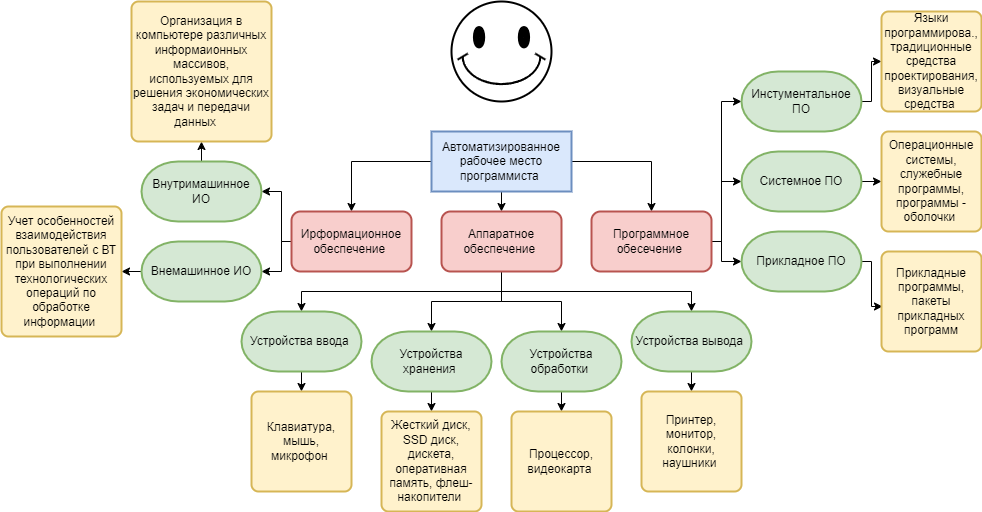 Организация в
компьютере различных
информаионных
массивов,
используемых для
решения экономических
задач и передачи
данных
Языки
программирова.,
традиционные
средства
проектирования,
визуальные
средства
Инстументальное
ПО
Автоматизированное
рабочее место
программиста
Операционные
системы,
служебные
программы,
программы -
оболочки
Системное ПО
Внутримашинное
ИО
Учет особенностей
взаимодействия
пользователей с ВТ
при выполнении
технологических
операций по
обработке
информации
Внемашинное ИО
Ирформационное
обеспечение
Аппаратное
обеспечение
Программное
обесечение
Прикладное ПО
Прикладные
программы,
пакеты
прикладных
программ
Устройства ввода
Устройства
хранения
Устройства
обработки
Устройства вывода
Клавиатура,
мышь,
микрофон
Жесткий диск,
SSD диск,
дискета,
оперативная
память, флеш-
накопители
Процессор,
видеокарта
Принтер,
монитор,
колонки,
наушники